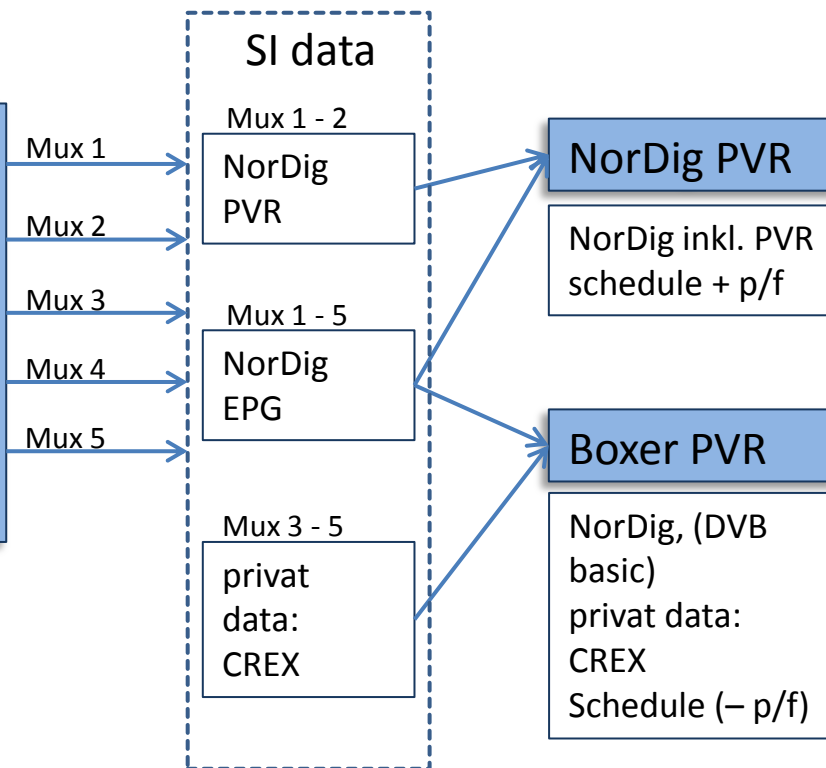 Mux 1
Mux 2
Mux 3
Mux 4
Mux 5
SI data
Mux 1 - 2
NorDig
PVR
Mux 1 - 5
NorDig
EPG
Mux 3 - 5
privat
data:
CREX
NorDig PVR
NorDig inkl. PVR
schedule + p/f
Boxer PVR
NorDig, (DVB
basic)
privat data:
CREX
Schedule (– p/f)